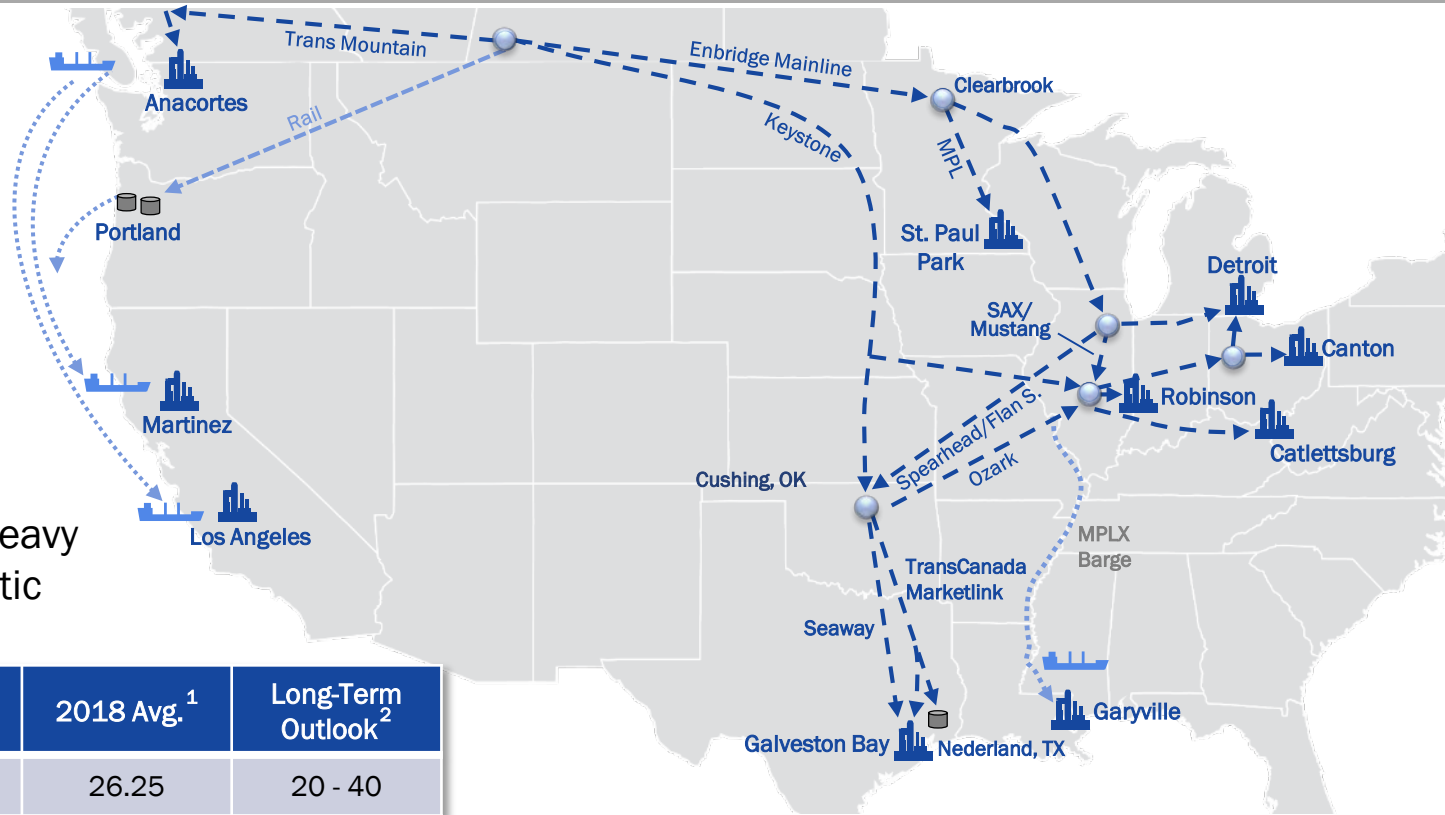 Trans Mountain
Enbridge Mainline
Clearbrook
Anacortes
Rail
Keystone
MPL
Portland
St. Paul
Park
Detroit
SAX/
Mustang
Canton
Martinez
Robinson
Spearhead/Flan S.
Ozark
Catlettsburg
Cushing, OK
Los Angeles
eavy
tic
MPLX
Barge
TransCanada
Marketlink
Seaway
2018 Avg.1
Long-Term
Outlook2
Garyville
Galveston Bay
Nederland, TX
26.25
20 - 40